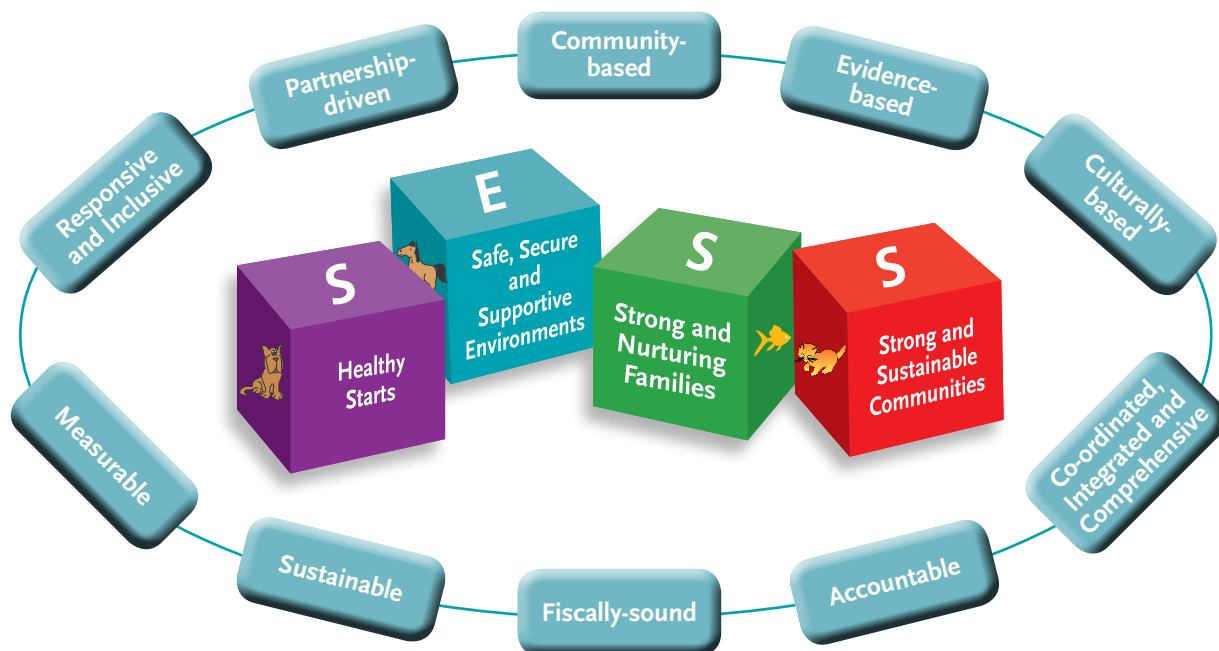 Community-
based
Evidence-
based
Culturally-
based
Co-ordinated,
Integrated and
Comprehensive
Accountable
Fiscally-sound
Sustainable
Measurable
Responsive
and Inclusive
Partnership-
driven
S
Healthy
Starts
E
Safe, Secure
and
Supportive
Environments
S
Strong and
Nurturing
Families
S
Strong and
Sustainable
Communities